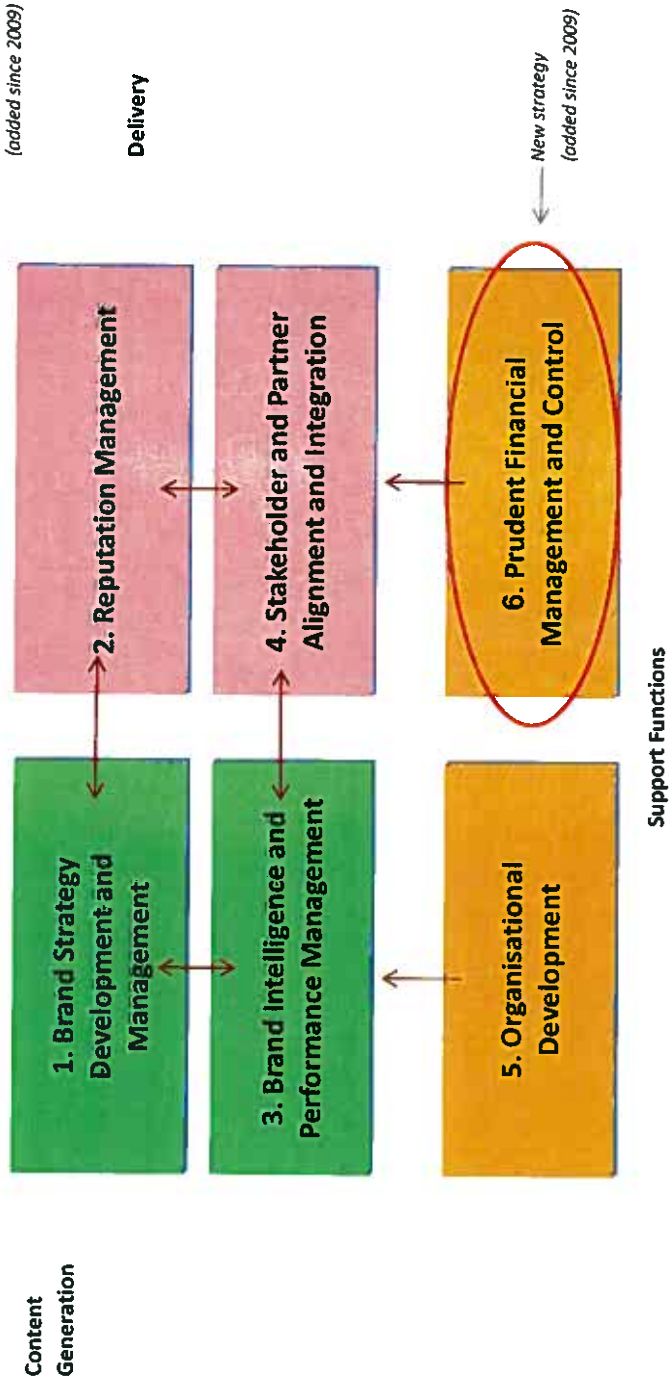 (added since 2009)
Content
Generation
Delivery
1. Brand Strategy
Development and
Management
2. Reputation Management
3. Brand Intelligence and
Performance Management
4. Stakeholder and Partner
Alignment and Integration
5. Organisational
Development
6. Prudent Financial
Management and Control
New strategy
(added since 2009)
Support Functions